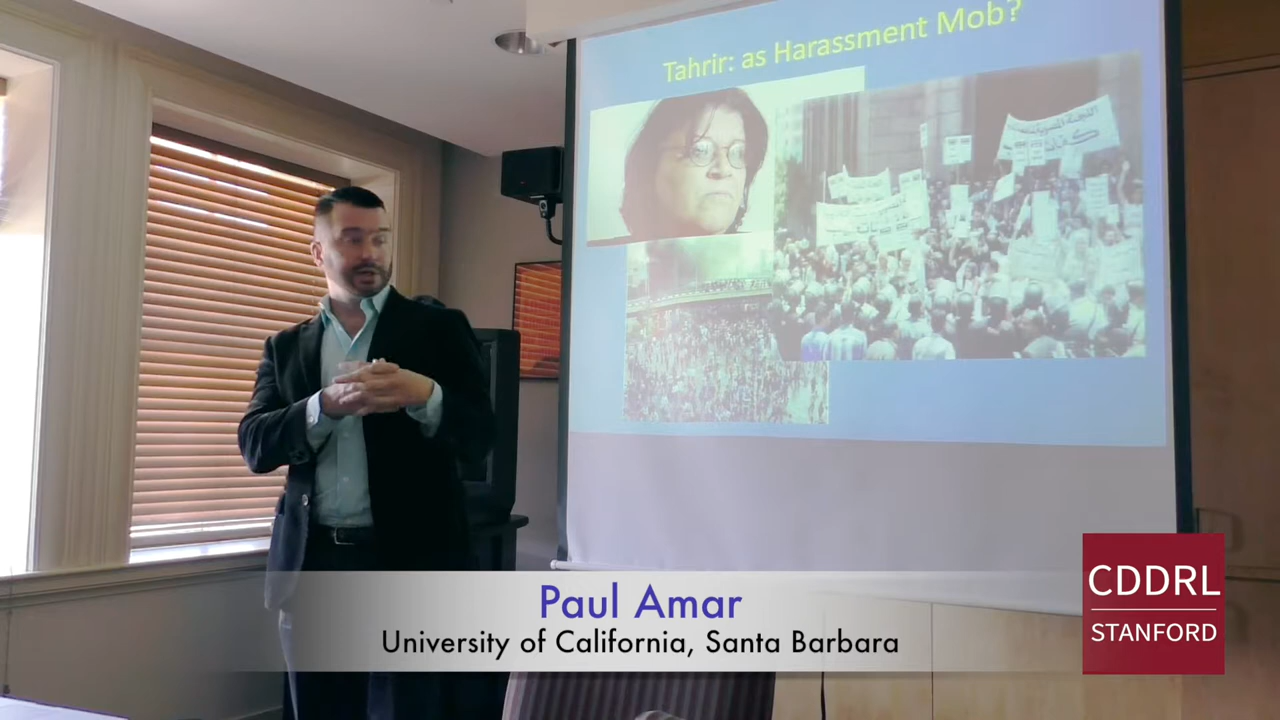 Tahrir: as Harassment Mob?
Paul Amar
University of California, Santa Barbara
CDDRL
STANFORD